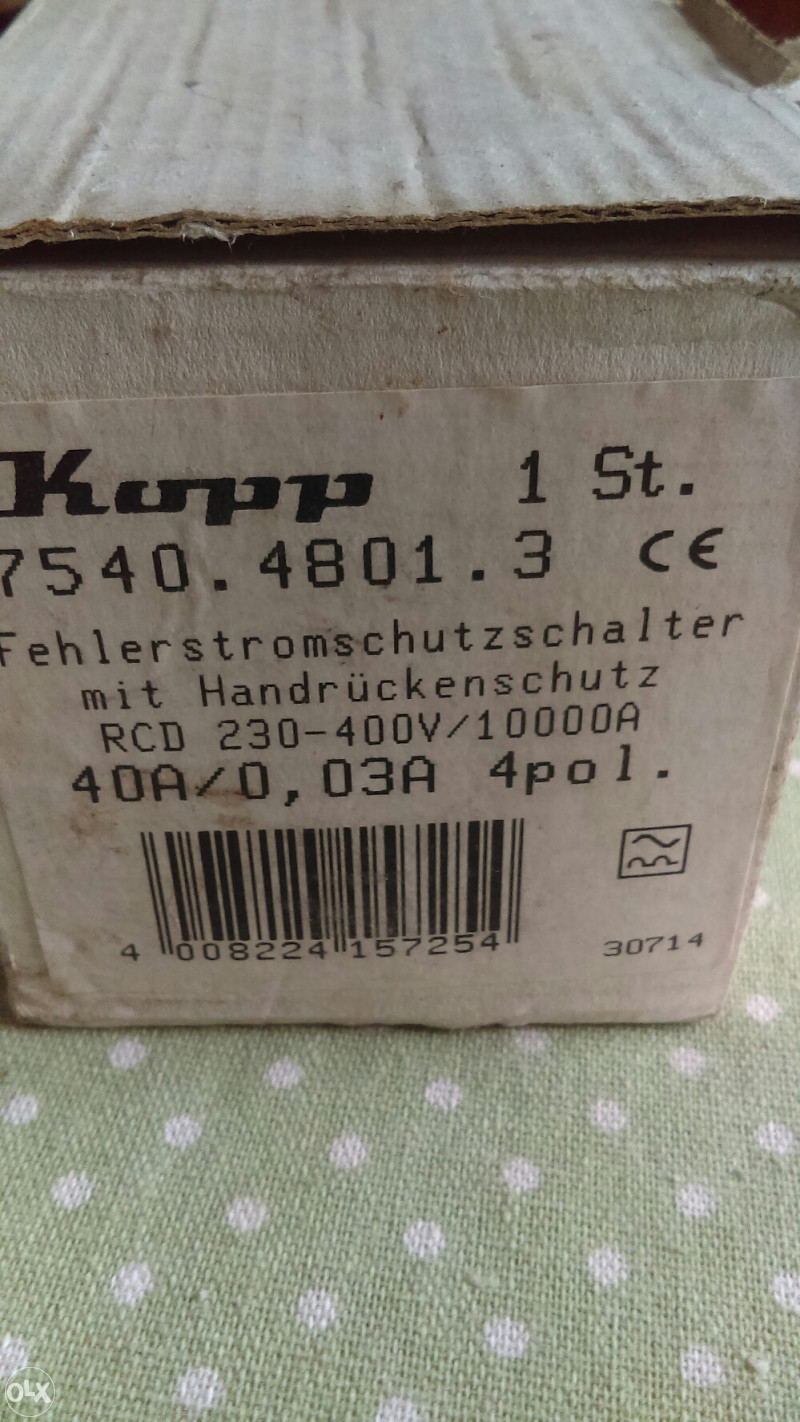 Kopp 1 St.
7540.4801.3 CE
Fehlerstromschutzschalter
mit Handrückenschutz
RCD 230-400V/10000A
40A/0,03A 4pol.
4 008224 157254
30714
OLX